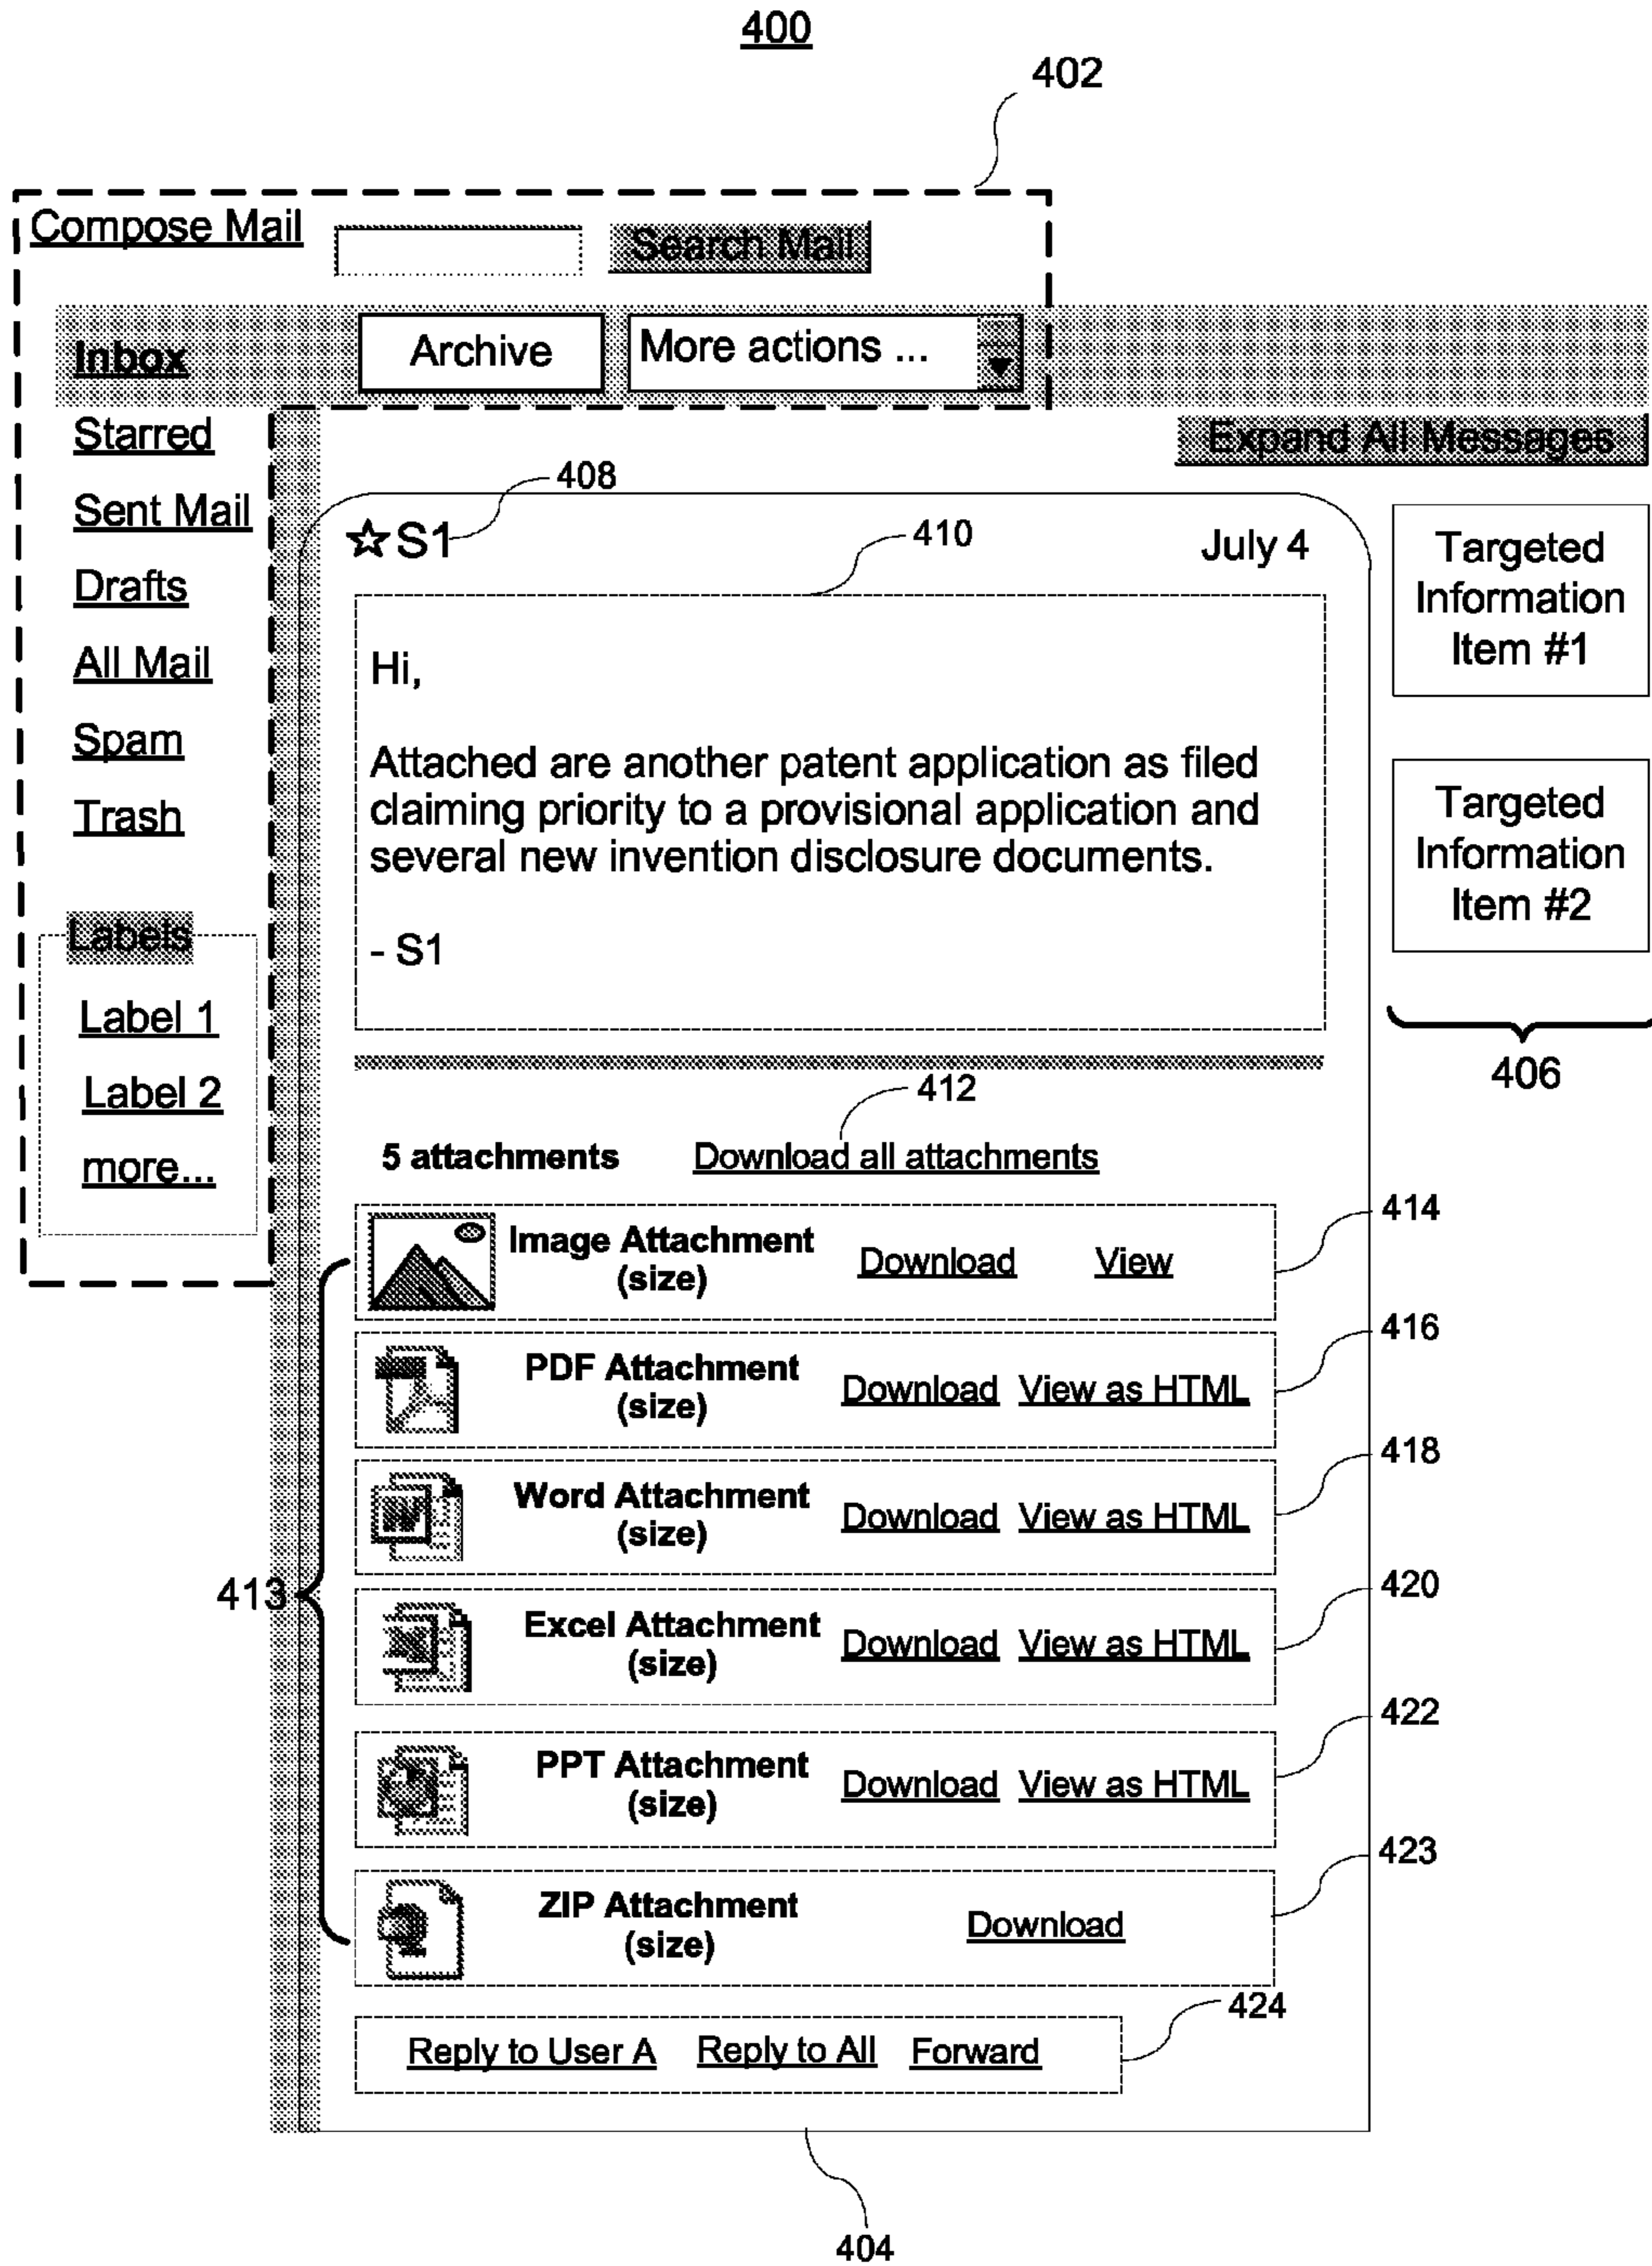 400
402
Compose Mail
Search Mail
Inbox
Archive
More actions ...
Expand All Messages
Starred
Sent Mail
Drafts
All Mail
Spam
Trash
Labels
Label 1
Label 2
more...
408
☆S1
410
July 4
Hi,
Attached are another patent application as filed
claiming priority to a provisional application and
several new invention disclosure documents.
- S1
Targeted
Information
Item #1
Targeted
Information
Item #2
406
412
5 attachments
Download all attachments
413
Image Attachment
(size)
Download
View
414
PDF Attachment
(size)
Download
View as HTML
416
Word Attachment
(size)
Download
View as HTML
418
Excel Attachment
(size)
Download
View as HTML
420
PPT Attachment
(size)
Download
View as HTML
422
ZIP Attachment
(size)
Download
423
Reply to User A
Reply to All
Forward
424
404